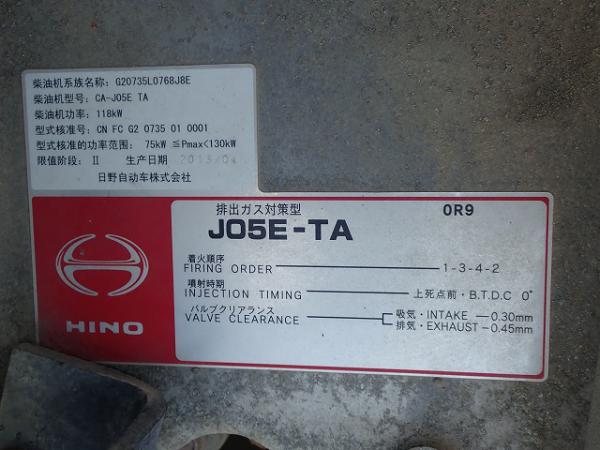 柴油机系族名称: G20735L0768J8E
柴油机型号: CA-J05E TA
柴油机功率: 118kW
型式核准号: CN FC G2 0735 01 0001
型式核准的功率范围: 75kW ≦Pmax<130kW
限值阶段: Ⅱ 生产日期 2013/04
日野自动车株式会社
排出ガス対策型 0R9
J05E-TA
着火順序
FIRING ORDER 1-3-4-2
噴射時期
INJECTION TIMING 上死点前・B.T.D.C 0°
バルブクリアランス 吸気・INTAKE 0.30mm
VALVE CLEARANCE 排気・EXHAUST 0.45mm
HINO